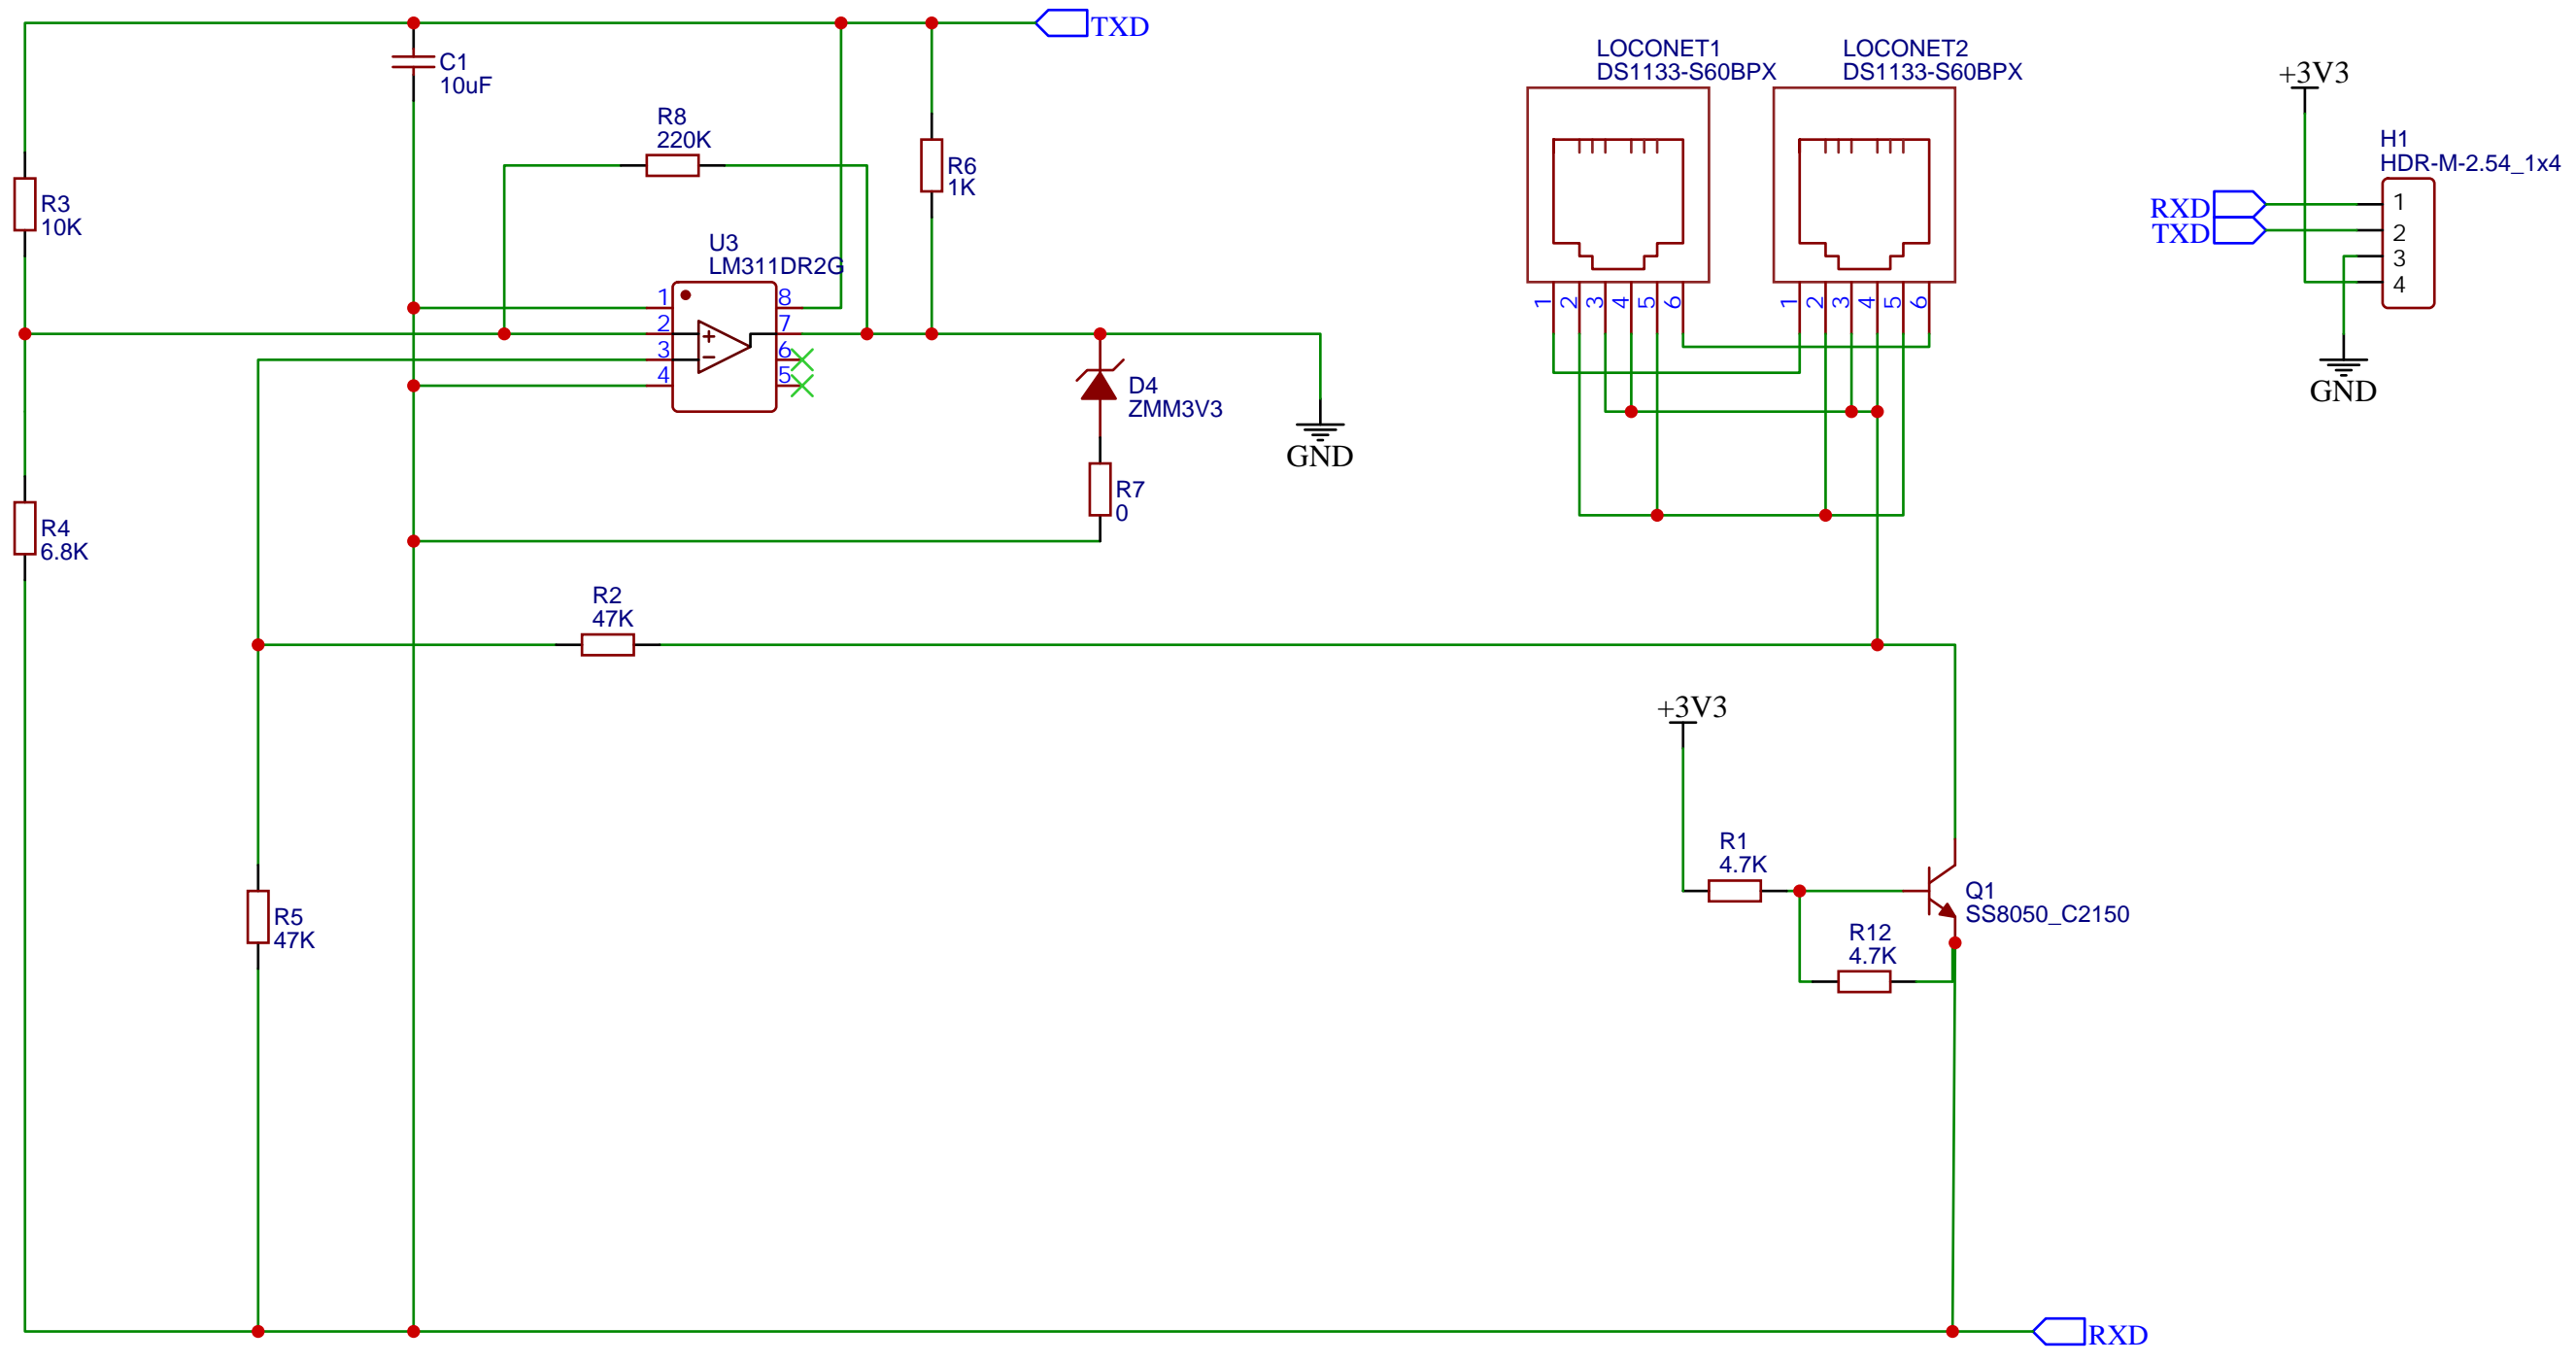 TXD
C1
10uF
R8
220K
R6
1K
R3
10K
U3
LM311DR2G
1
2
3
4
8
7
6
5
D4
ZMM3V3
GND
R7
0
R4
6.8K
R2
47K
R5
47K
LOCONET1
DS1133-S60BPX
1
2
3
4
5
6
LOCONET2
DS1133-S60BPX
1
2
3
4
5
6
+3V3
H1
HDR-M-2.54_1x4
RXD
TXD
1
2
3
4
GND
+3V3
R1
4.7K
Q1
SS8050_C2150
R12
4.7K
RXD